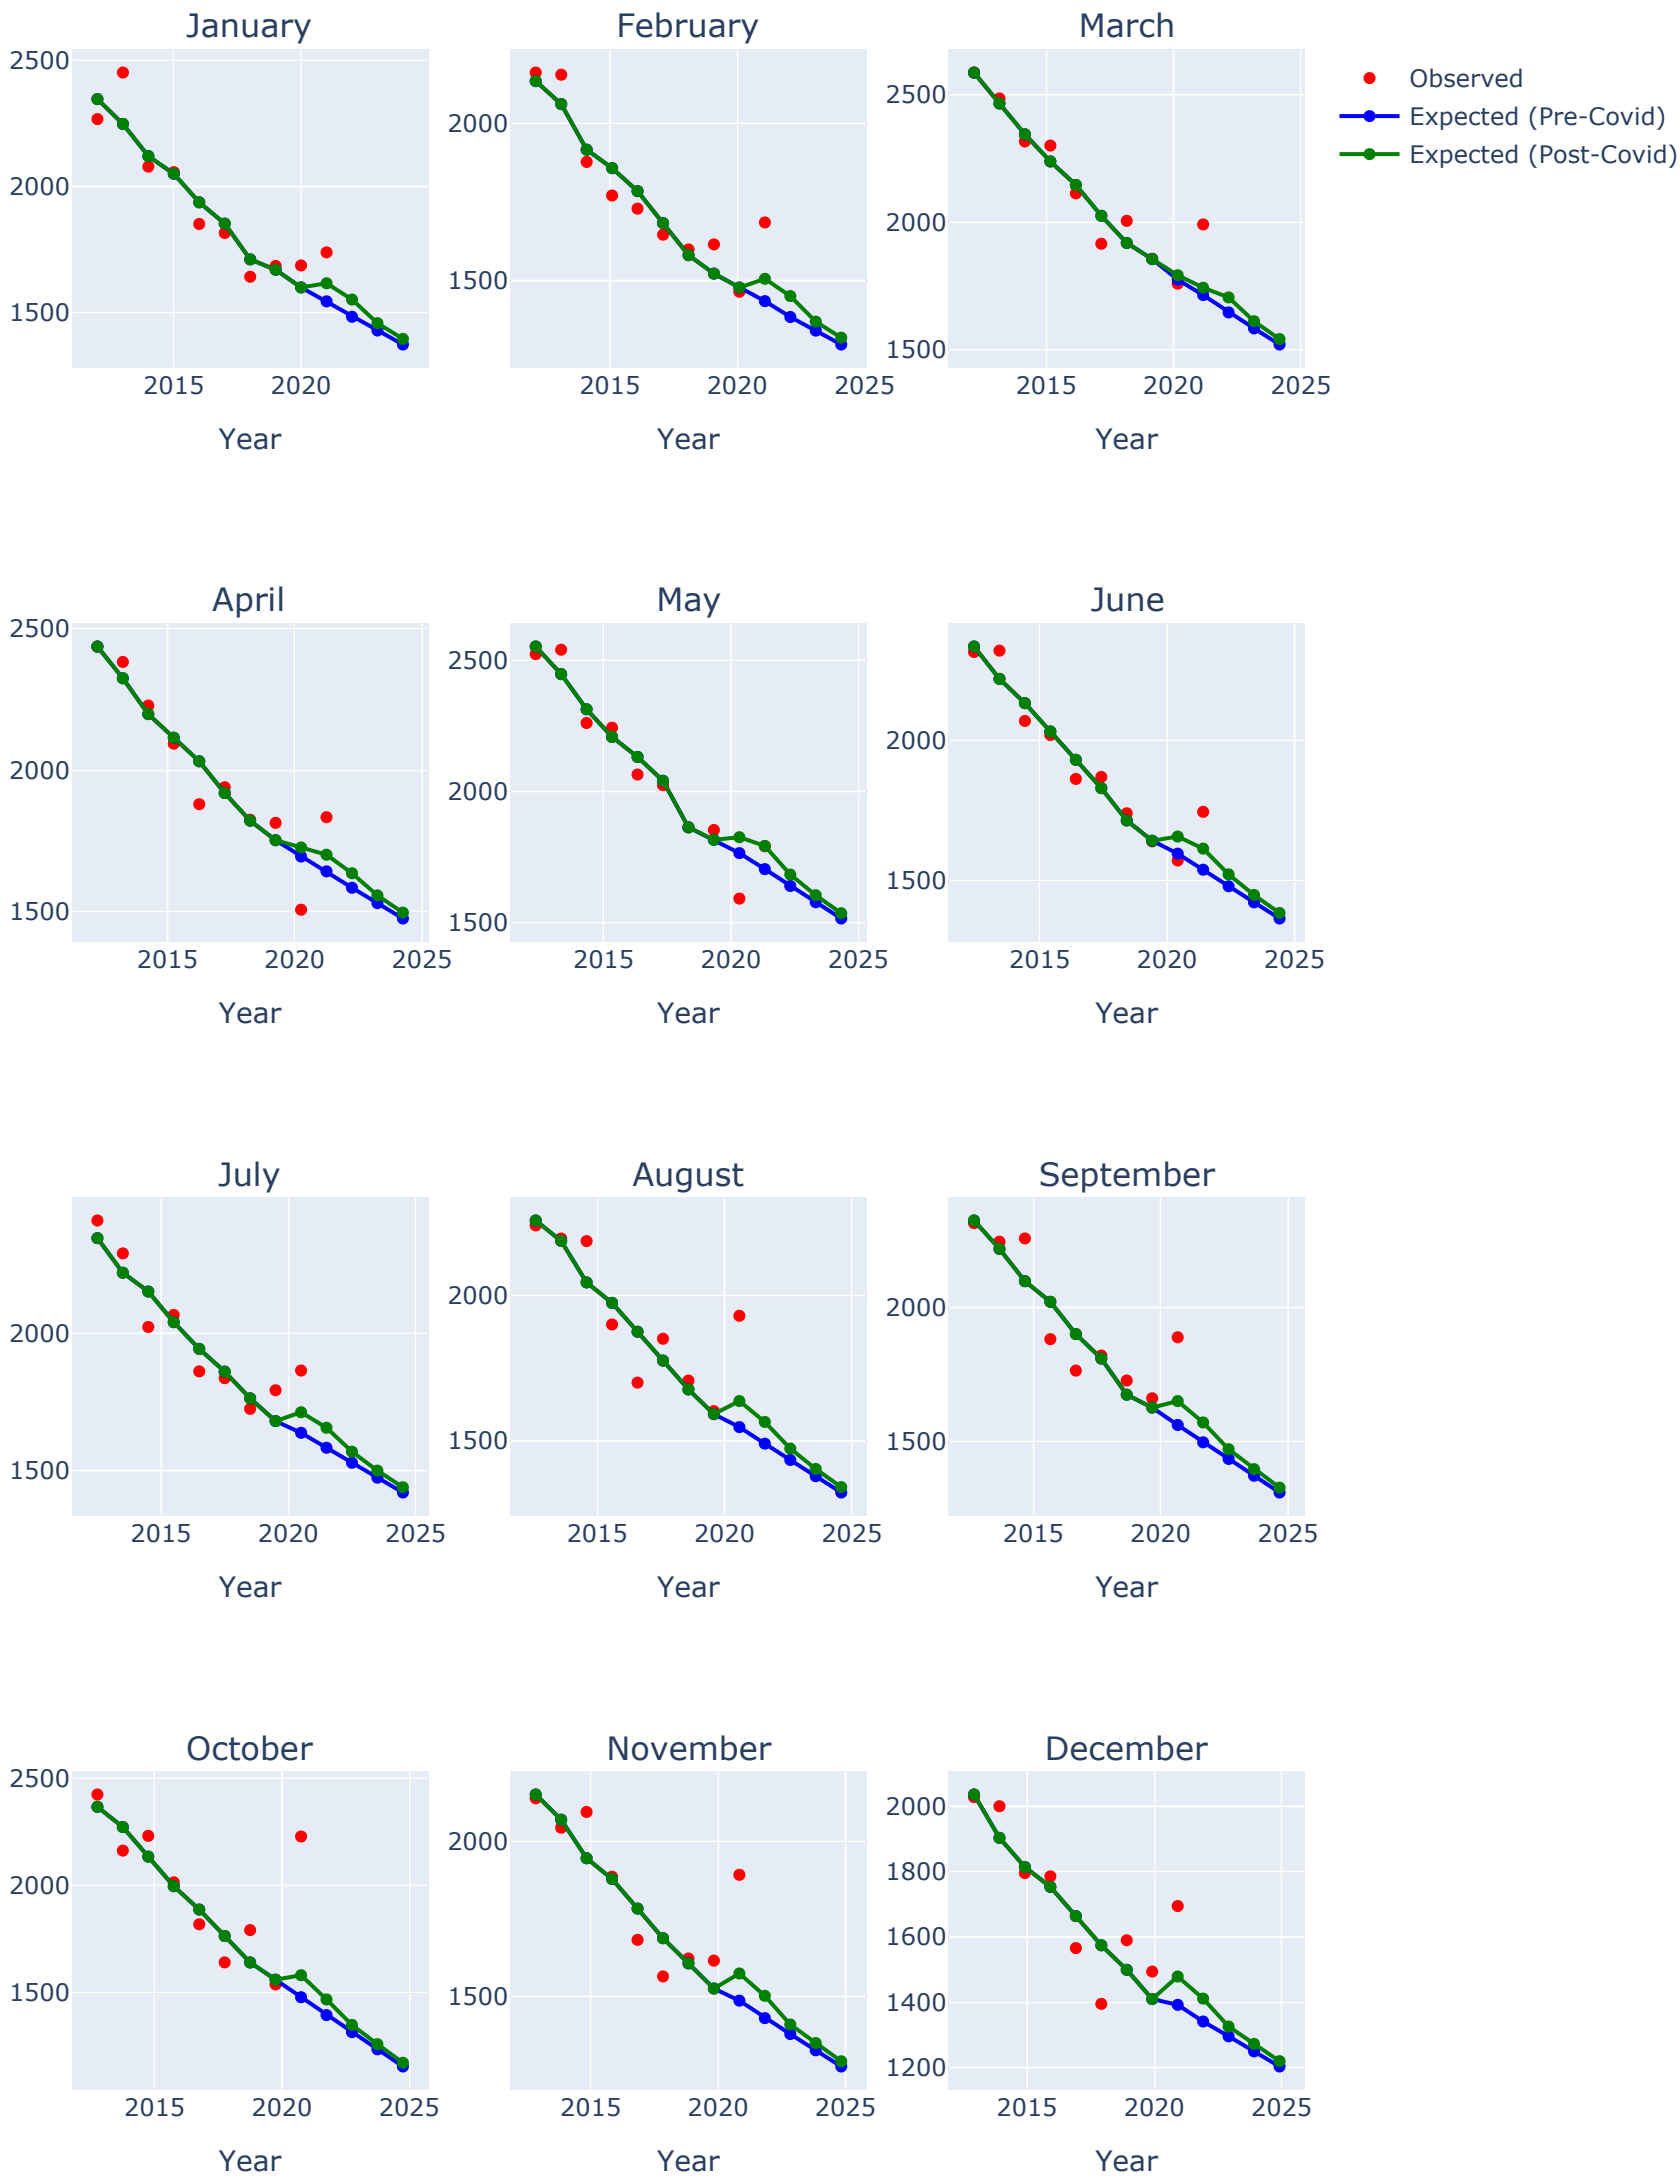 January
February
March
2500
2000
1500
2015
2020
Year
2000
1500
2015
2020
2025
Year
2500
2000
1500
2015
2020
2025
Year
Observed
Expected (Pre-Covid)
Expected (Post-Covid)
April
May
June
2500
2000
1500
2015
2020
2025
Year
2500
2000
1500
2015
2020
2025
Year
2000
1500
2015
2020
2025
Year
July
August
September
2000
1500
2015
2020
2025
Year
2000
1500
2015
2020
2025
Year
2000
1500
2015
2020
2025
Year
October
November
December
2500
2000
1500
2015
2020
2025
Year
2000
1500
2015
2020
2025
Year
2000
1800
1600
1400
1200
2015
2020
2025
Year